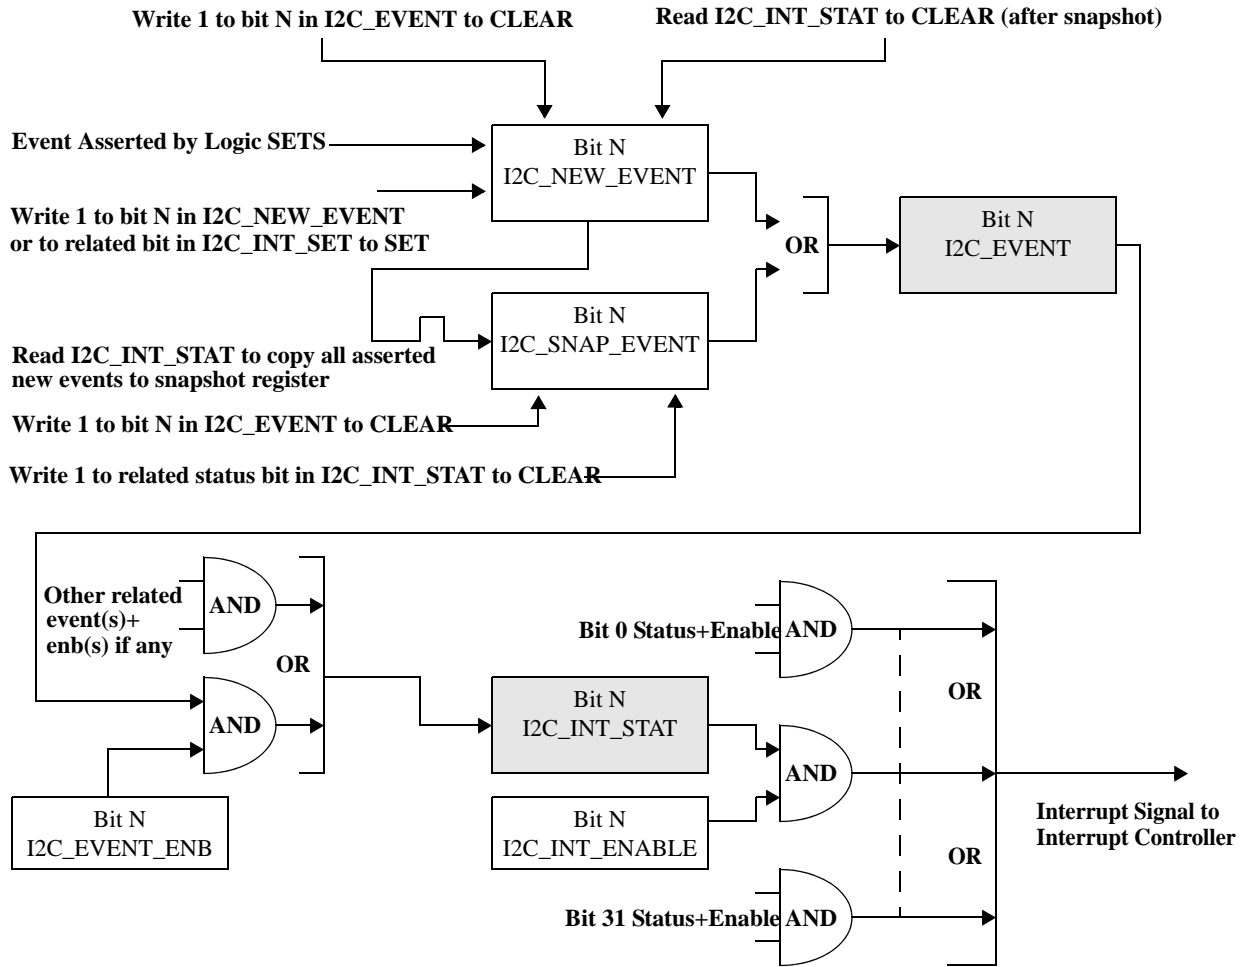 Write 1 to bit N in I2C_EVENT to CLEAR
Read I2C_INT_STAT to CLEAR (after snapshot)
Event Asserted by Logic SETS
Bit N
I2C_NEW_EVENT
Write 1 to bit N in I2C_NEW_EVENT
or to related bit in I2C_INT_SET to SET
OR
Bit N
I2C_EVENT
Bit N
I2C_SNAP_EVENT
Read I2C_INT_STAT to copy all asserted
new events to snapshot register
Write 1 to bit N in I2C_EVENT to CLEAR
Write 1 to related status bit in I2C_INT_STAT to CLEAR
Other related
event(s)+
enb(s) if any
AND
OR
AND
Bit N
I2C_EVENT_ENB
Bit N
I2C_INT_STAT
Bit N
I2C_INT_ENABLE
Bit 0 Status+Enable
AND
OR
AND
OR
Bit 31 Status+Enable
AND
Interrupt Signal to
Interrupt Controller